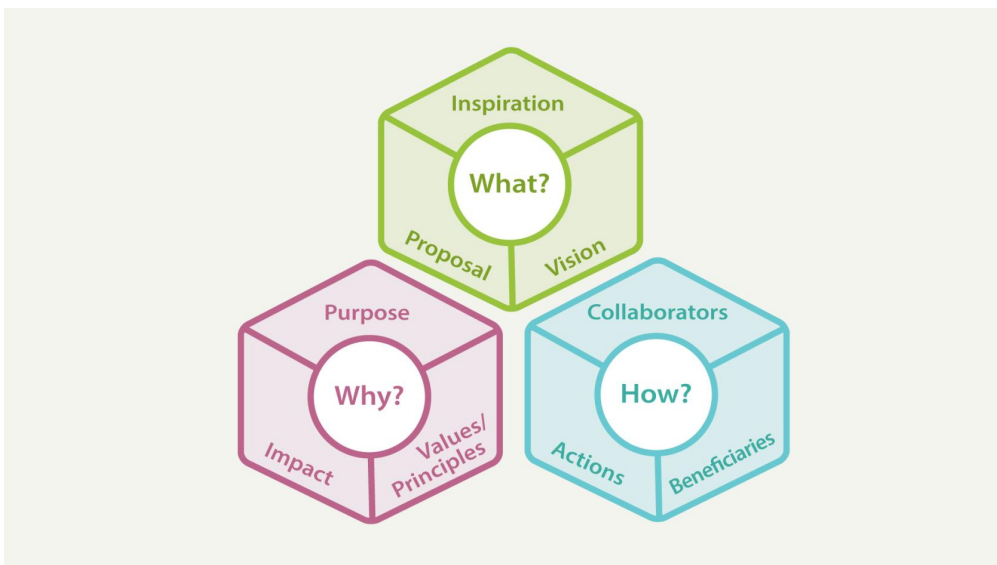 Inspiration
What?
Proposal
Vision
Purpose
Why?
Impact
Values/
Principles
Collaborators
How?
Actions
Beneficiaries